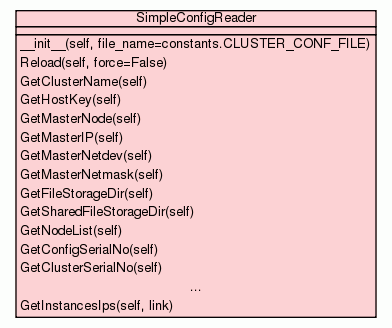 SimpleConfigReader
__init__(self, file_name=constants.CLUSTER_CONF_FILE)
Reload(self, force=False)
GetClusterName(self)
GetHostKey(self)
GetMasterNode(self)
GetMasterIP(self)
GetMasterNetdev(self)
GetMasterNetmask(self)
GetFileStorageDir(self)
GetSharedFileStorageDir(self)
GetNodeList(self)
GetConfigSerialNo(self)
GetClusterSerialNo(self)
...
GetInstancesIps(self, link)